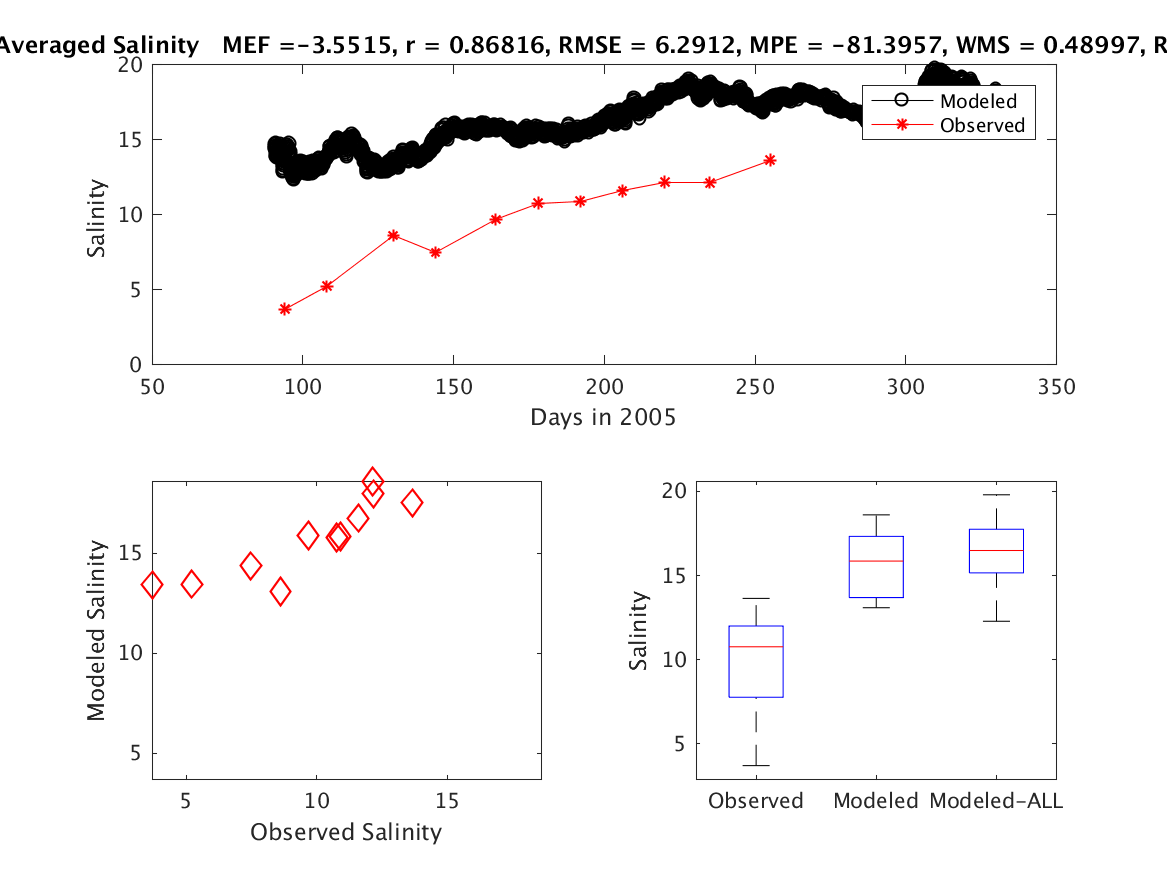 Averaged Salinity MEF =-3.5515, r = 0.86816, RMSE = 6.2912, MPE = -81.3957, WMS = 0.48997, R
20
15
10
5
0
Salinity
Modeled
Observed
50 100 150 200 250 300 350
Days in 2005
15
10
5
Modeled Salinity
5 10 15
Observed Salinity
20
15
10
5
Salinity
Observed Modeled Modeled-ALL